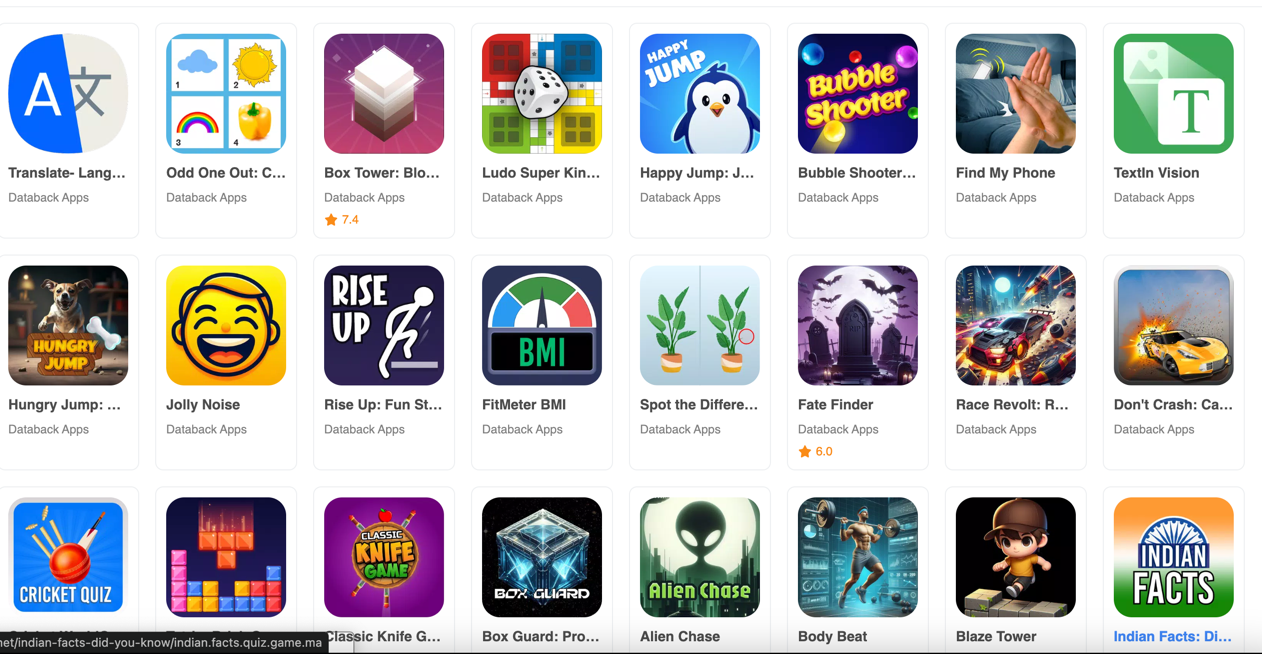 A 文
1 2
3 4
HAPPY
JUMP
Bubble
Shooter
T
Translate- Lang... Odd One Out: C... Box Tower: Blo... Ludo Super Kin... Happy Jump: J... Bubble Shooter... Find My Phone TextIn Vision
Databack Apps Databack Apps Databack Apps Databack Apps Databack Apps Databack Apps Databack Apps Databack Apps
7.4
HUNGRY
JUMP
RISE
UP
BMI
Hungry Jump: ... Jolly Noise Rise Up: Fun St... FitMeter BMI Spot the Differe... Fate Finder Race Revolt: R... Don't Crash: Ca...
Databack Apps Databack Apps Databack Apps Databack Apps Databack Apps Databack Apps Databack Apps Databack Apps
6.0
CRICKET QUIZ
CLASSIC
KNIFE
GAME
BOX GUARD
Alien Chase
INDIAN
FACTS
Classic Knife G... Box Guard: Pro... Alien Chase Body Beat Blaze Tower Indian Facts: Di...
net/indian-facts-did-you-know/indian.facts.quiz.game.ma